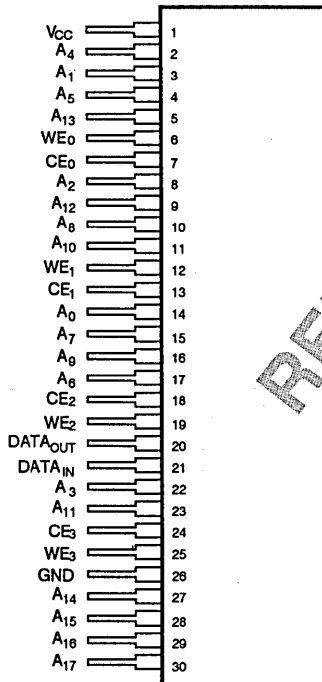 VCC 1
A4 2
A1 3
A5 4
A13 5
WE0 6
CE0 7
A2 8
A12 9
A8 10
A10 11
WE1 12
CE1 13
A0 14
A7 15
A9 16
A6 17
CE2 18
WE2 19
DATAOUT 20
DATAIN 21
A3 22
A11 23
CE3 24
WE3 25
GND 26
A14 27
A15 28
A16 29
A17 30
RE